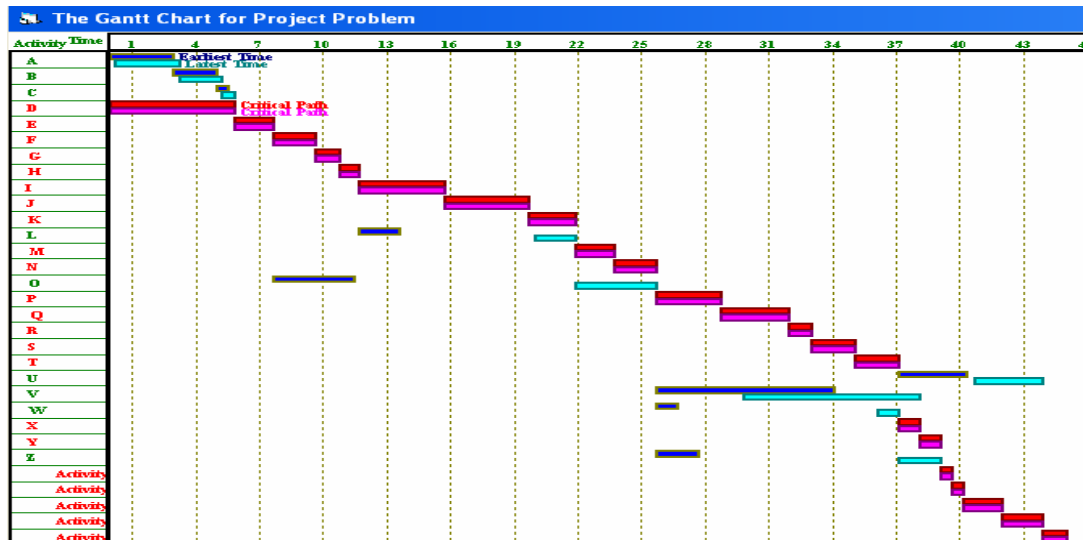 The Gantt Chart for Project Problem
Activity Time 1 4 7 10 13 16 19 22 25 28 31 34 37 40 43 4
A Earliest Time
Latest Time
B
C
D Critical Path
Critical Path
E
F
G
H
I
J
K
L
M
N
O
P
Q
R
S
T
U
V
W
X
Y
Z
Activity
Activity
Activity
Activity
Activity